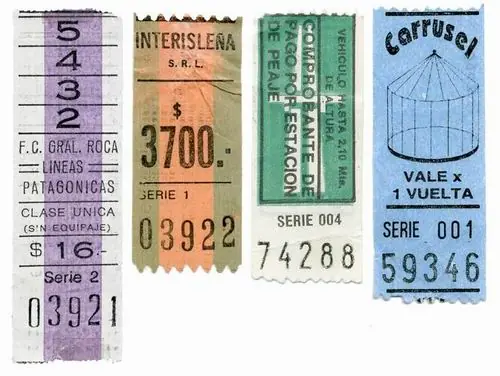 5
4
3
2
F.C. GRAL. ROCA
LINEAS
PATAGONICAS
CLASE UNICA
(SIN EQUIPAJE)
$ 16.-
Serie 2
03921
INTERISLEÑA
S.R.L.
$
3700.-
SERIE 1
03922
VEHICULO HASTA 2,10 Mts.
DE ALTURA
COMPROBANTE DE
PAGO POR ESTACION
DE PEAJE
SERIE 004
74288
Carrusel
VALE x
1 VUELTA
SERIE 001
59346